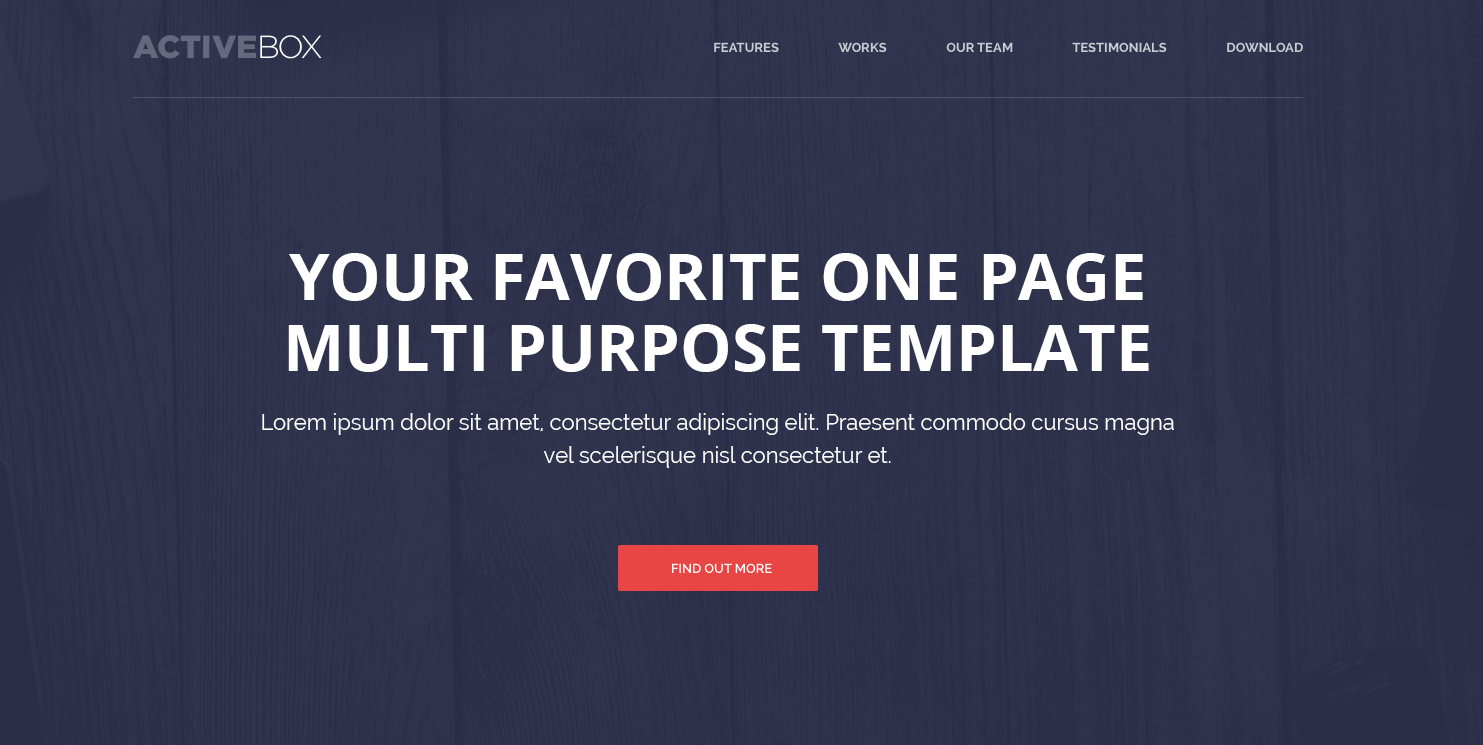 ACTIVEBOX
FEATURES WORKS OUR TEAM TESTIMONIALS DOWNLOAD
YOUR FAVORITE ONE PAGE
MULTI PURPOSE TEMPLATE
Lorem ipsum dolor sit amet, consectetur adipiscing elit. Praesent commodo cursus magna
vel scelerisque nisl consectetur et.
FIND OUT MORE